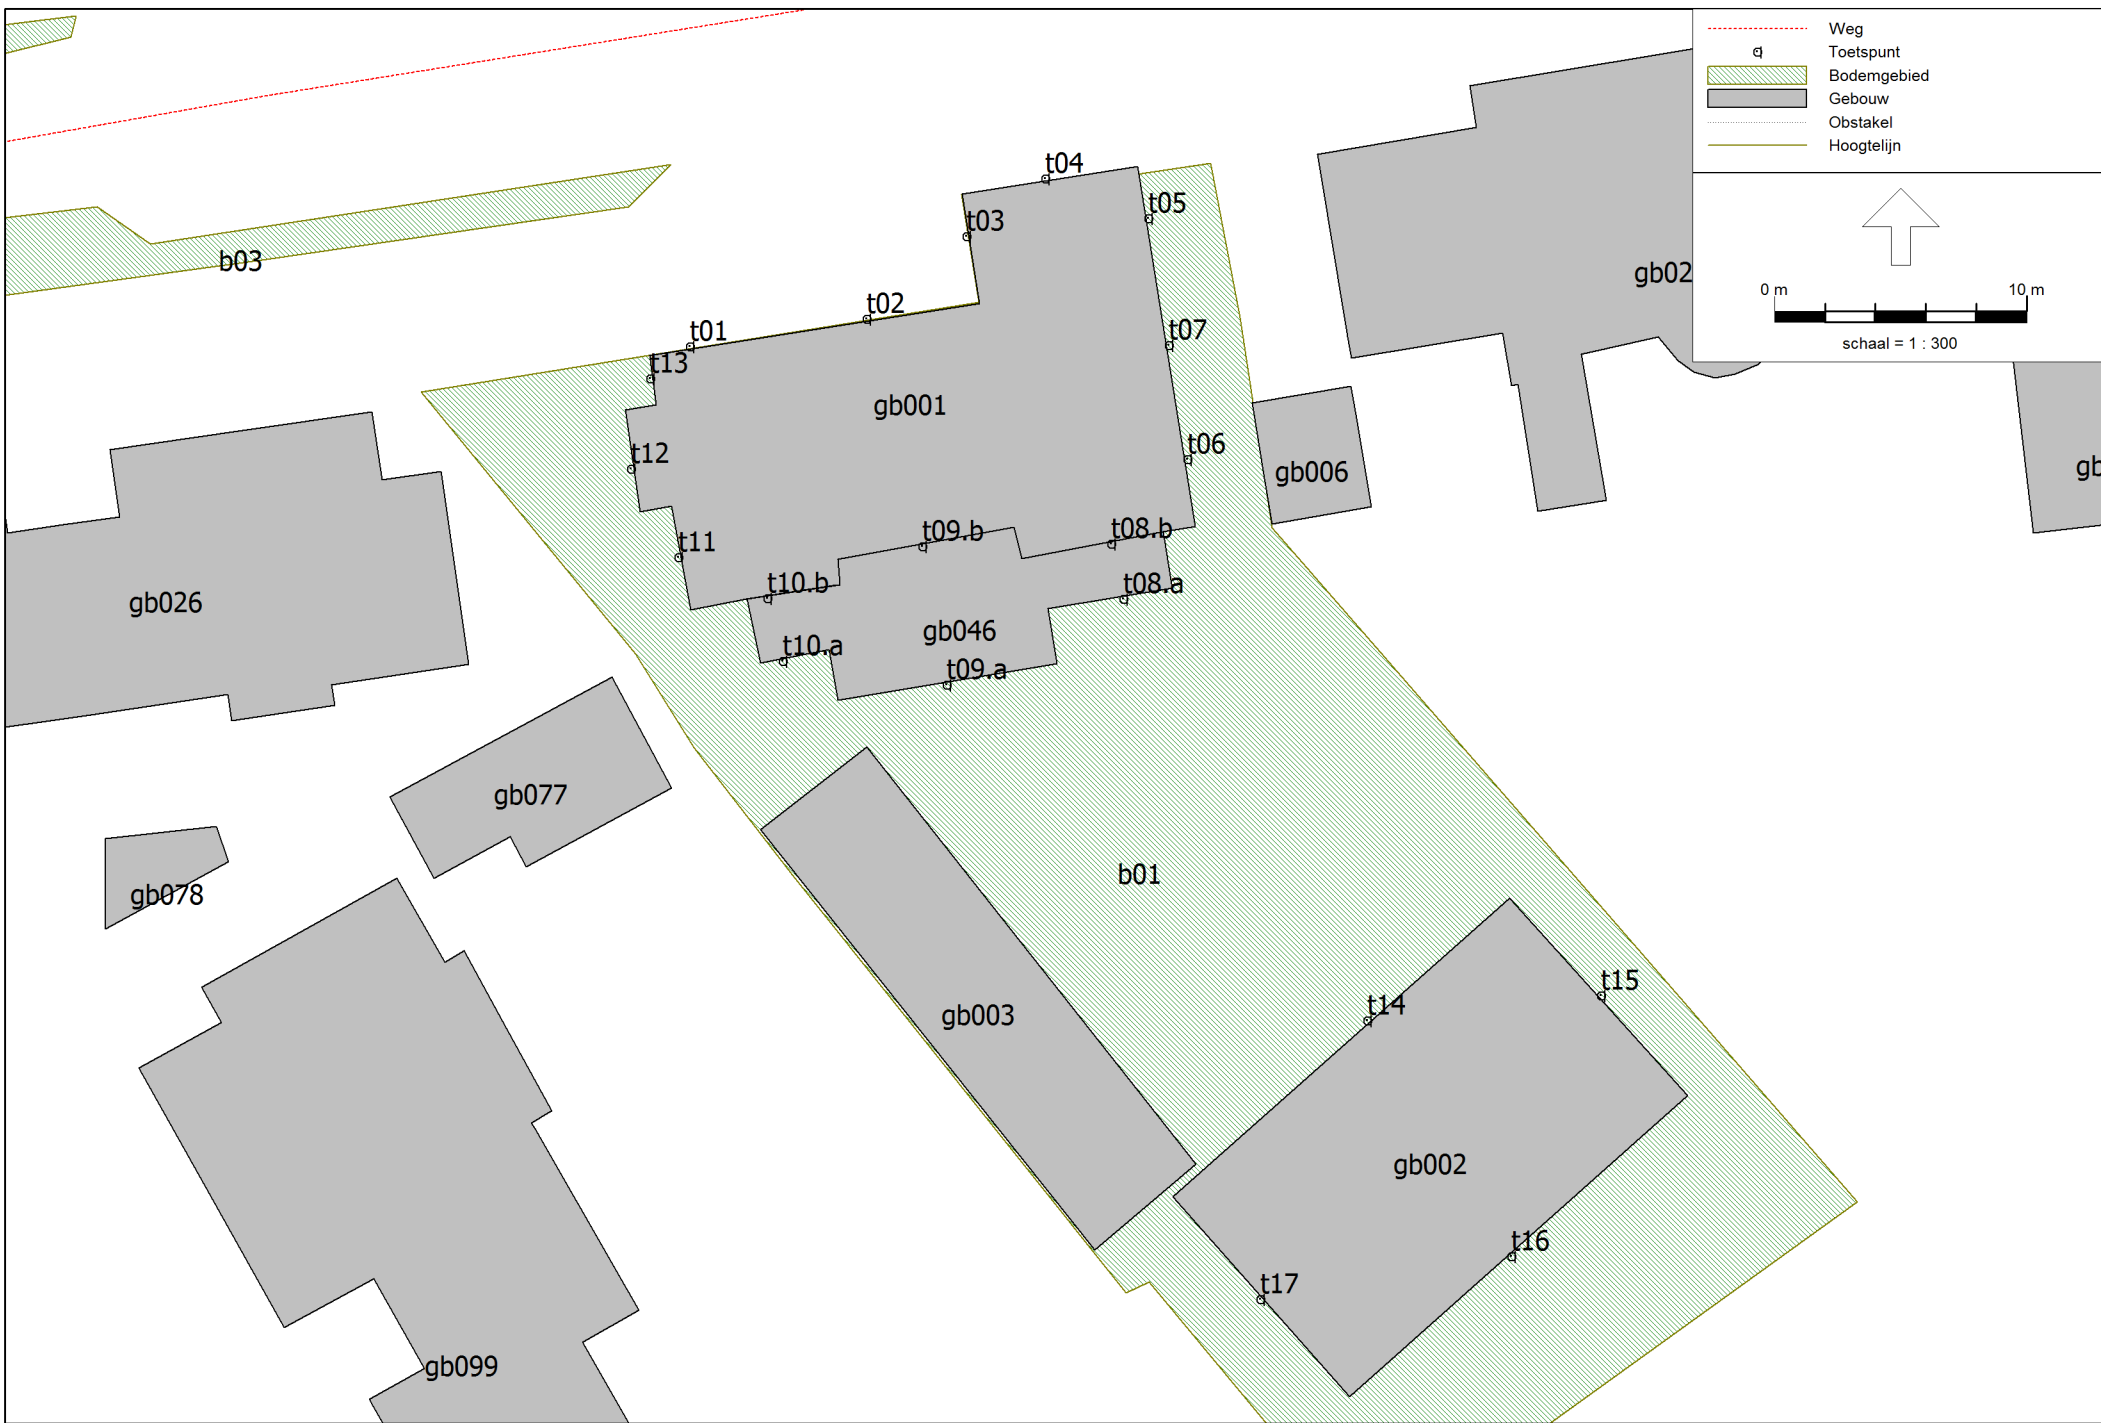 Weg
Toetspunt
Bodemgebied
Gebouw
Obstakel
Hoogtelijn
0 m 10 m
schaal = 1 : 300
t04
t05
t03
b03
gb02
t02
t01
t07
t13
gb001
t12
t06
gb006
gb
t09.b
t08.b
t11
t10.b
t08.a
gb026
gb046
t10.a
t09.a
gb077
b01
gb078
t15
t14
gb003
gb002
t16
t17
gb099